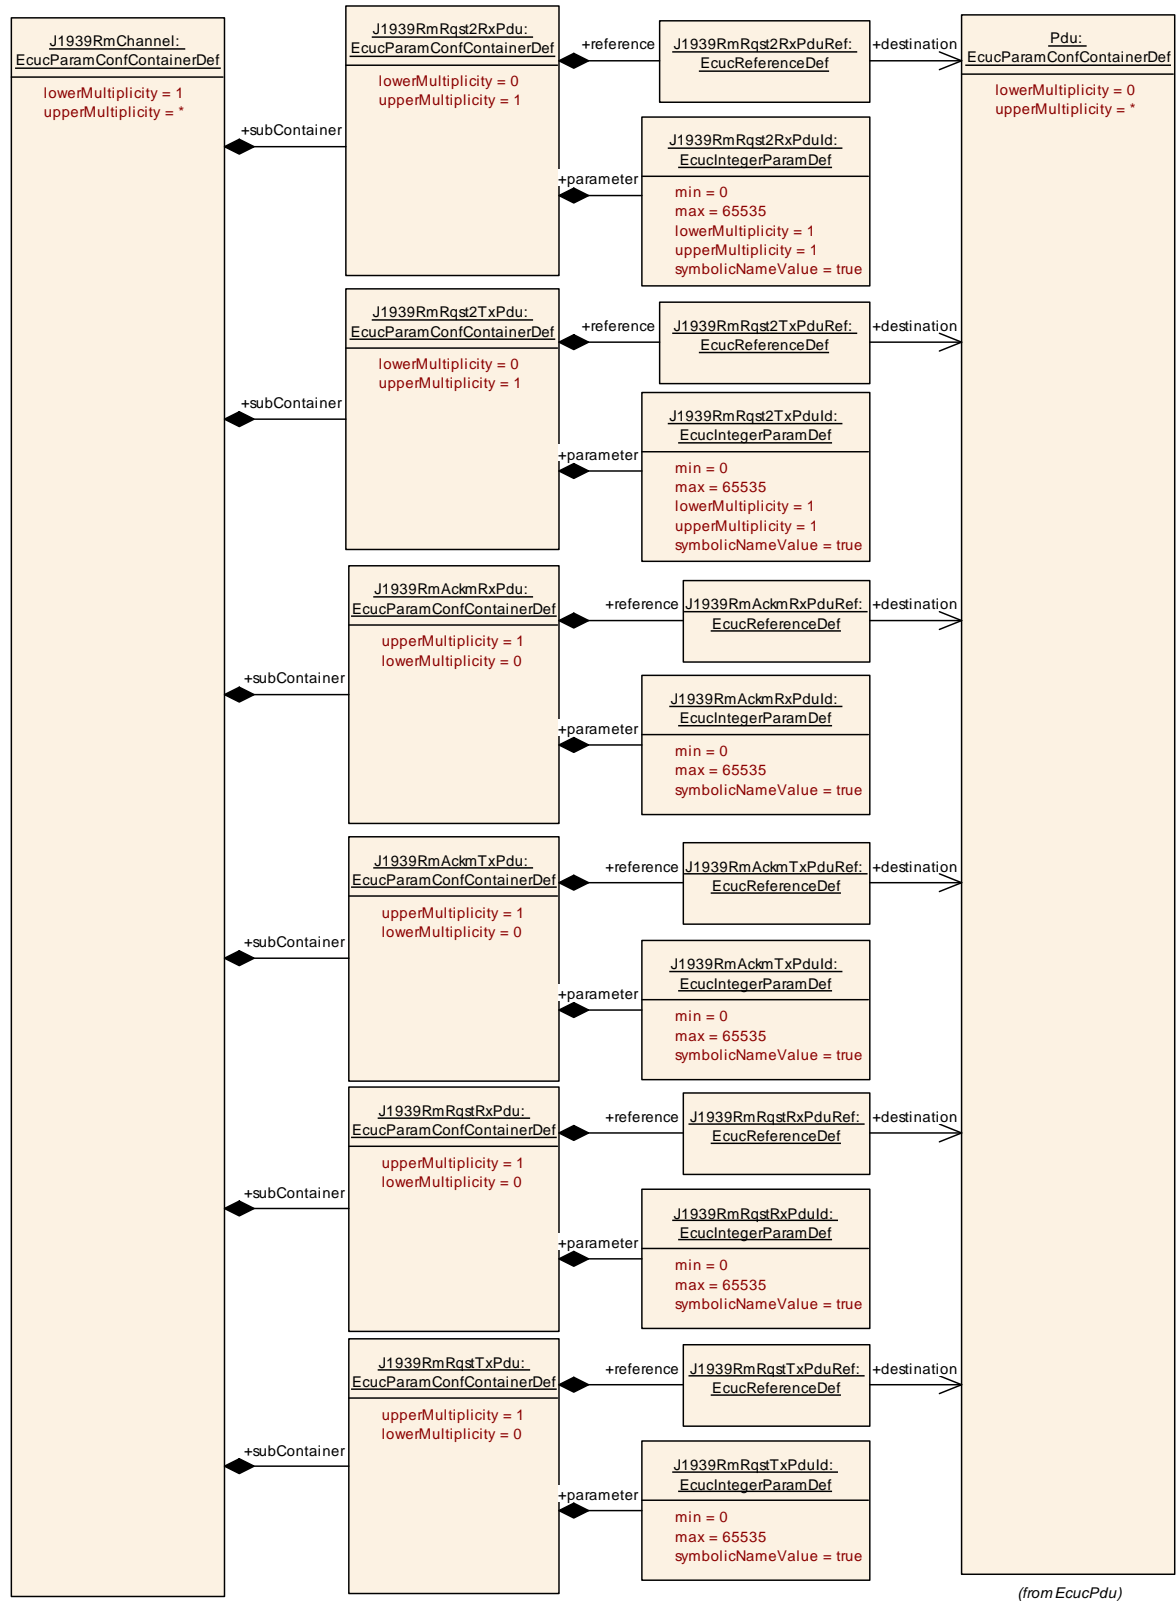 J1939RmChannel:
EcucParamConfContainerDef
lowerMultiplicity = 1
upperMultiplicity = *
+subContainer
J1939RmRqst2RxPdu:
EcucParamConfContainerDef
lowerMultiplicity = 0
upperMultiplicity = 1
+reference
J1939RmRqst2RxPduRef:
EcucReferenceDef
+destination
Pdu:
EcucParamConfContainerDef
lowerMultiplicity = 0
upperMultiplicity = *
+parameter
J1939RmRqst2RxPduId:
EcucIntegerParamDef
min = 0
max = 65535
lowerMultiplicity = 1
upperMultiplicity = 1
symbolicNameValue = true
+subContainer
J1939RmRqst2TxPdu:
EcucParamConfContainerDef
lowerMultiplicity = 0
upperMultiplicity = 1
+reference
J1939RmRqst2TxPduRef:
EcucReferenceDef
+destination
+parameter
J1939RmRqst2TxPduId:
EcucIntegerParamDef
min = 0
max = 65535
lowerMultiplicity = 1
upperMultiplicity = 1
symbolicNameValue = true
+subContainer
J1939RmAckmRxPdu:
EcucParamConfContainerDef
upperMultiplicity = 1
lowerMultiplicity = 0
+reference
J1939RmAckmRxPduRef:
EcucReferenceDef
+destination
+parameter
J1939RmAckmRxPduId:
EcucIntegerParamDef
min = 0
max = 65535
symbolicNameValue = true
+subContainer
J1939RmAckmTxPdu:
EcucParamConfContainerDef
upperMultiplicity = 1
lowerMultiplicity = 0
+reference
J1939RmAckmTxPduRef:
EcucReferenceDef
+destination
+parameter
J1939RmAckmTxPduId:
EcucIntegerParamDef
min = 0
max = 65535
symbolicNameValue = true
+subContainer
J1939RmRqstRxPdu:
EcucParamConfContainerDef
upperMultiplicity = 1
lowerMultiplicity = 0
+reference
J1939RmRqstRxPduRef:
EcucReferenceDef
+destination
+parameter
J1939RmRqstRxPduId:
EcucIntegerParamDef
min = 0
max = 65535
symbolicNameValue = true
+subContainer
J1939RmRqstTxPdu:
EcucParamConfContainerDef
upperMultiplicity = 1
lowerMultiplicity = 0
+reference
J1939RmRqstTxPduRef:
EcucReferenceDef
+destination
+parameter
J1939RmRqstTxPduId:
EcucIntegerParamDef
min = 0
max = 65535
symbolicNameValue = true
(from EcucPdu)